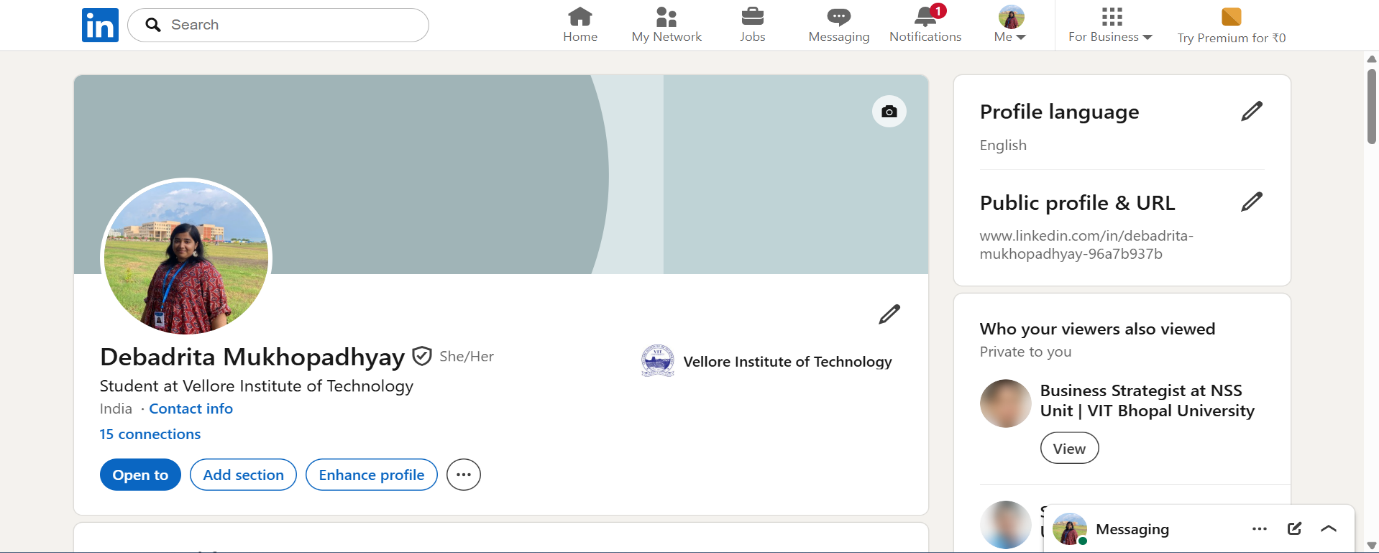 in
Search
Home
My Network
Jobs
Messaging
1
Notifications
Me
For Business
Try Premium for ₹0
Profile language
English
Public profile & URL
www.linkedin.com/in/debadrita-
mukhopadhyay-96a7b937b
Debadrita Mukhopadhyay She/Her
Student at Vellore Institute of Technology
India · Contact info
15 connections
Open to
Add section
Enhance profile
Vellore Institute of Technology
Who your viewers also viewed
Private to you
Business Strategist at NSS
Unit | VIT Bhopal University
View
Messaging